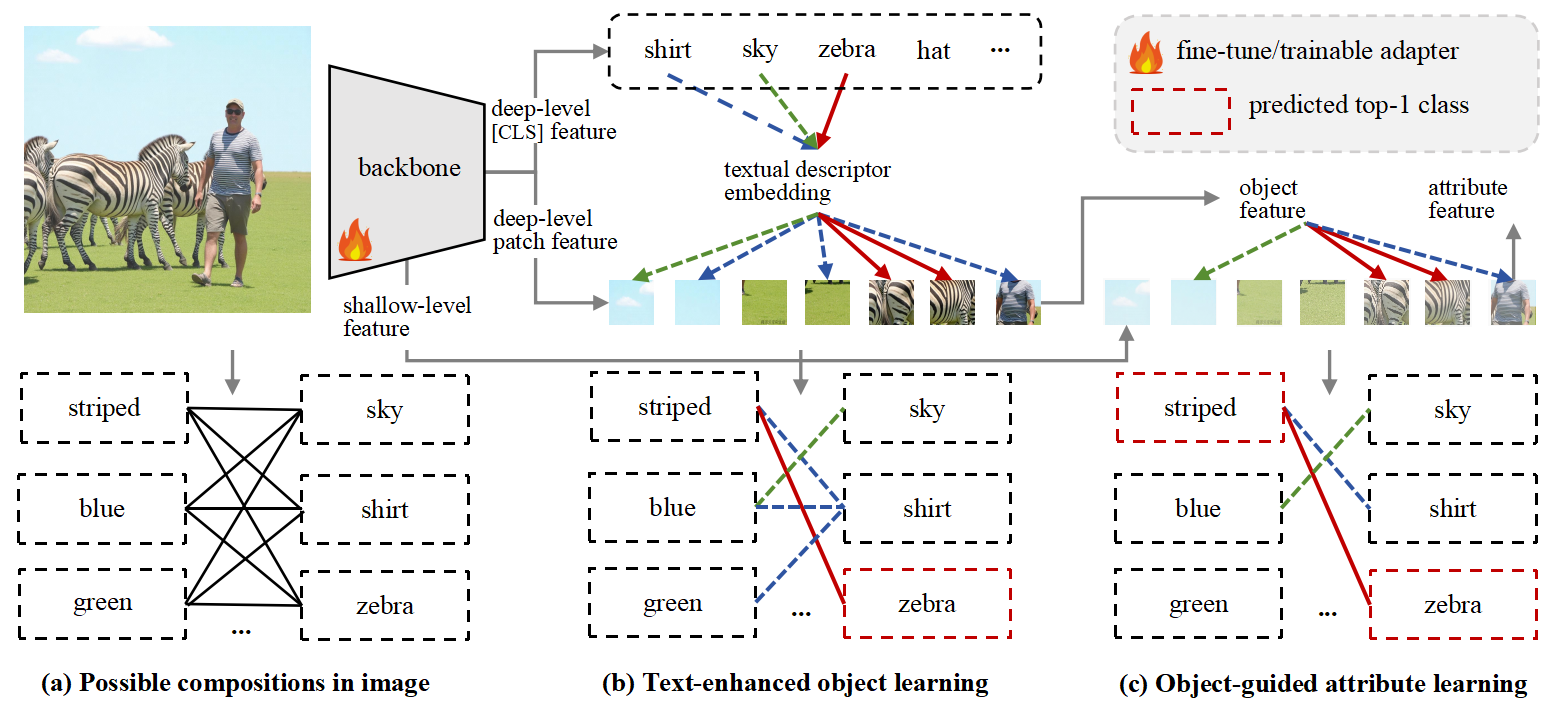 shirt sky zebra hat ...
fine-tune/trainable adapter
predicted top-1 class
deep-level
[CLS] feature
backbone
textual descriptor
embedding
deep-level
patch feature
shallow-level
feature
object
feature
attribute
feature
striped
sky
blue
shirt
green
...
zebra
striped
sky
blue
shirt
green
...
zebra
striped
sky
blue
shirt
green
...
zebra
(a) Possible compositions in image
(b) Text-enhanced object learning
(c) Object-guided attribute learning